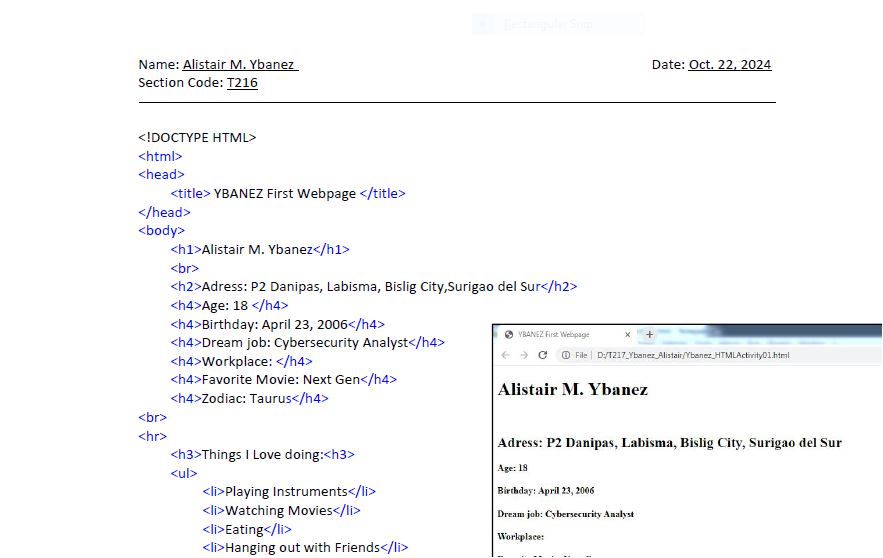 Rectangular Snip
Name: Alistair M. Ybanez
Date: Oct. 22, 2024
Section Code: T216
<!DOCTYPE HTML>
<html>
<head>
<title> YBANEZ First Webpage </title>
</head>
<body>
<h1>Alistair M. Ybanez</h1>
<br>
<h2>Adress: P2 Danipas, Labisma, Bislig City,Surigao del Sur</h2>
<h4>Age: 18 </h4>
<h4>Birthday: April 23, 2006</h4>
<h4>Dream job: Cybersecurity Analyst</h4>
<h4>Workplace: </h4>
<h4>Favorite Movie: Next Gen</h4>
<h4>Zodiac: Taurus</h4>
<br>
<hr>
<h3>Things I Love doing:<h3>
<ul>
<li>Playing Instruments</li>
<li>Watching Movies</li>
<li>Eating</li>
<li>Hanging out with Friends</li>
YBANEZ First Webpage
File | D:/T217_Ybanez_Alistair/Ybanez_HTMLActivity01.html
Alistair M. Ybanez
Adress: P2 Danipas, Labisma, Bislig City, Surigao del Sur
Age: 18
Birthday: April 23, 2006
Dream job: Cybersecurity Analyst
Workplace: